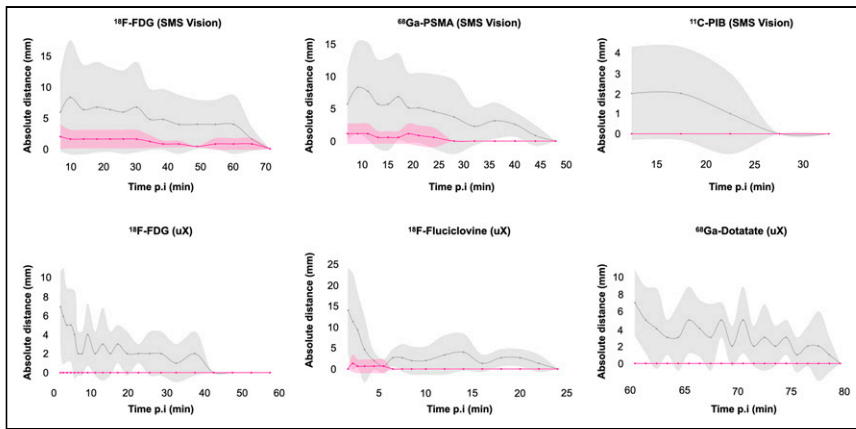 ¹⁸F-FDG (SMS Vision)
Absolute distance (mm)
15
10
5
0
10 20 30 40 50 60 70
Time p.i (min)
⁶⁸Ga-PSMA (SMS Vision)
Absolute distance (mm)
15
10
5
0
10 15 20 25 30 35 40 45 50
Time p.i (min)
¹¹C-PIB (SMS Vision)
Absolute distance (mm)
4
3
2
1
0
15 20 25 30
Time p.i (min)
¹⁸F-FDG (uX)
Absolute distance (mm)
10
8
6
4
2
0
0 10 20 30 40 50 60
Time p.i (min)
¹⁸F-Fluciclovine (uX)
Absolute distance (mm)
25
20
15
10
5
0
5 10 15 20 25
Time p.i (min)
⁶⁸Ga-Dotatate (uX)
Absolute distance (mm)
10
8
6
4
2
0
60 65 70 75 80
Time p.i (min)